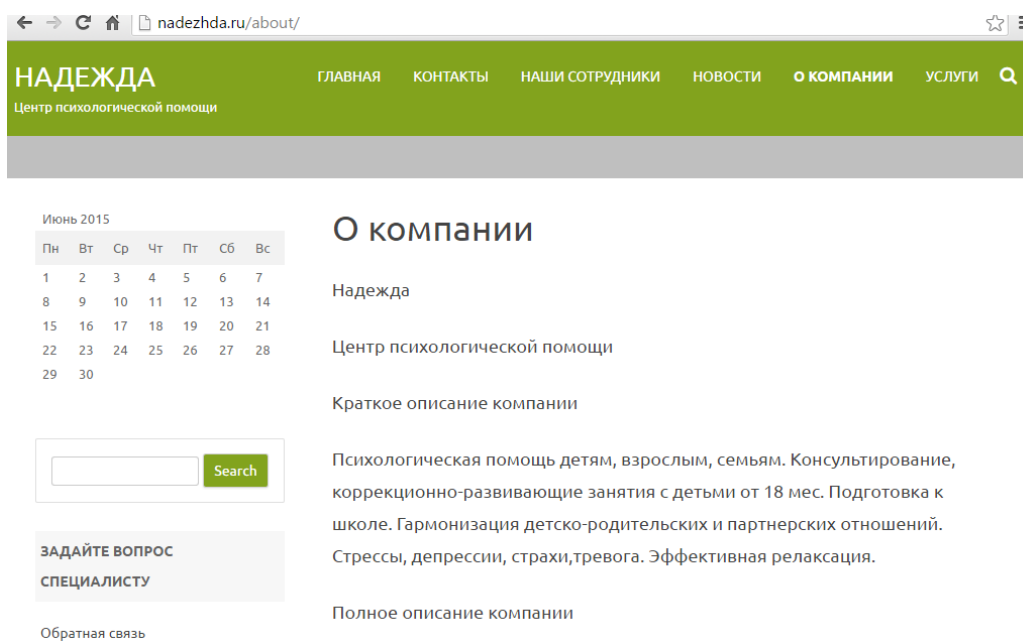 nadezhda.ru/about/
НАДЕЖДА
Центр психологической помощи
ГЛАВНАЯ КОНТАКТЫ НАШИ СОТРУДНИКИ НОВОСТИ О КОМПАНИИ УСЛУГИ
Июнь 2015
Пн Вт Ср Чт Пт Сб Вс
1 2 3 4 5 6 7
8 9 10 11 12 13 14
15 16 17 18 19 20 21
22 23 24 25 26 27 28
29 30
Search
ЗАДАЙТЕ ВОПРОС
СПЕЦИАЛИСТУ
Обратная связь
О компании
Надежда
Центр психологической помощи
Краткое описание компании
Психологическая помощь детям, взрослым, семьям. Консультирование,
коррекционно-развивающие занятия с детьми от 18 мес. Подготовка к
школе. Гармонизация детско-родительских и партнерских отношений.
Стрессы, депрессии, страхи,тревога. Эффективная релаксация.
Полное описание компании